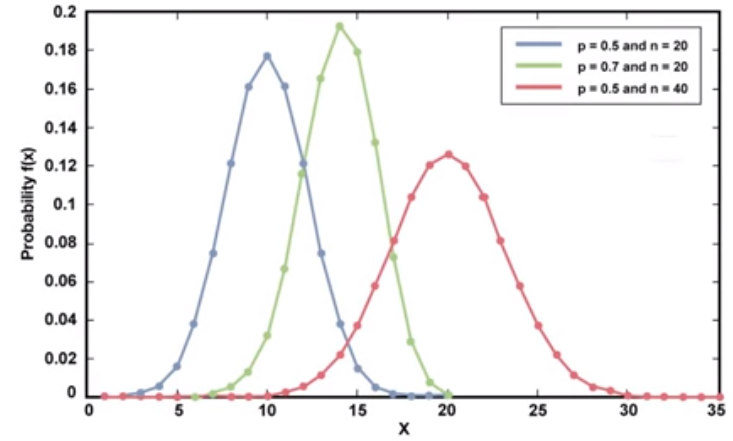 0.2
0.18
0.16
0.14
0.12
0.1
0.08
0.06
0.04
0.02
0
Probability f(x)
p = 0.5 and n = 20
p = 0.7 and n = 20
p = 0.5 and n = 40
0 5 10 15 20 25 30 35
X